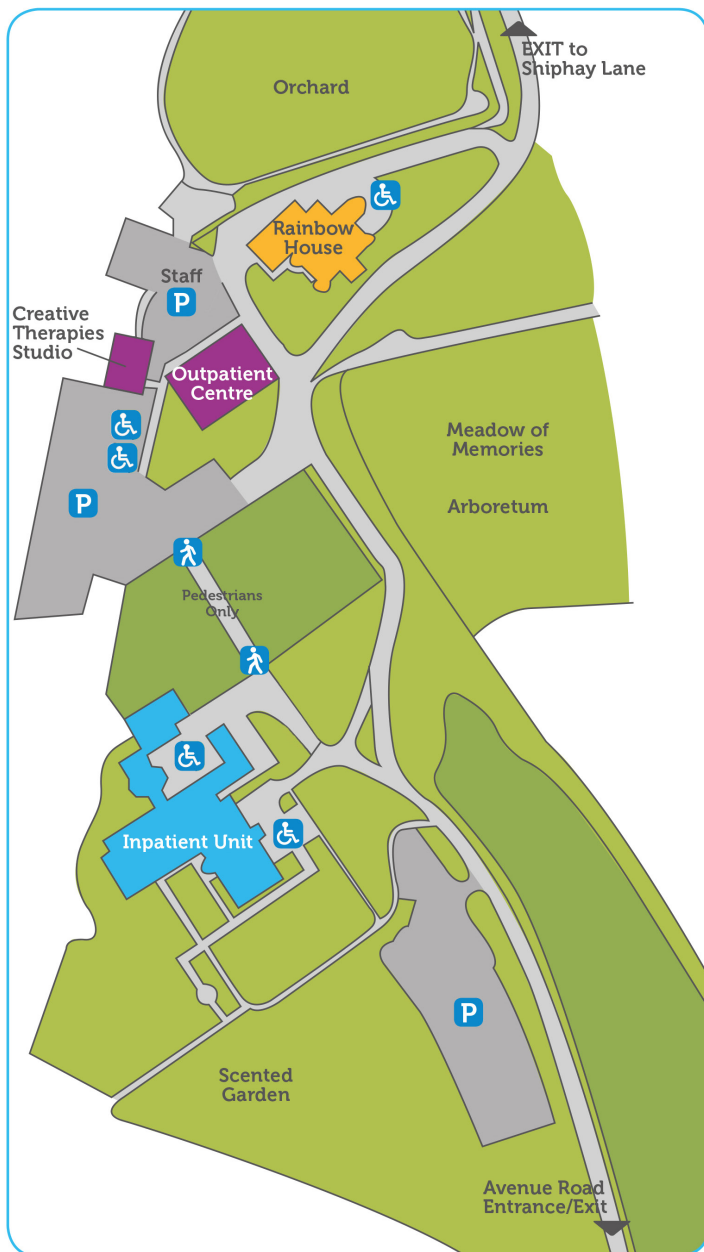 EXIT to
Shiphay Lane
Orchard
Rainbow
House
Staff
P
Creative
Therapies
Studio
Outpatient
Centre
Meadow of
Memories
Arboretum
P
Pedestrians
Only
Inpatient Unit
P
Scented
Garden
Avenue Road
Entrance/Exit